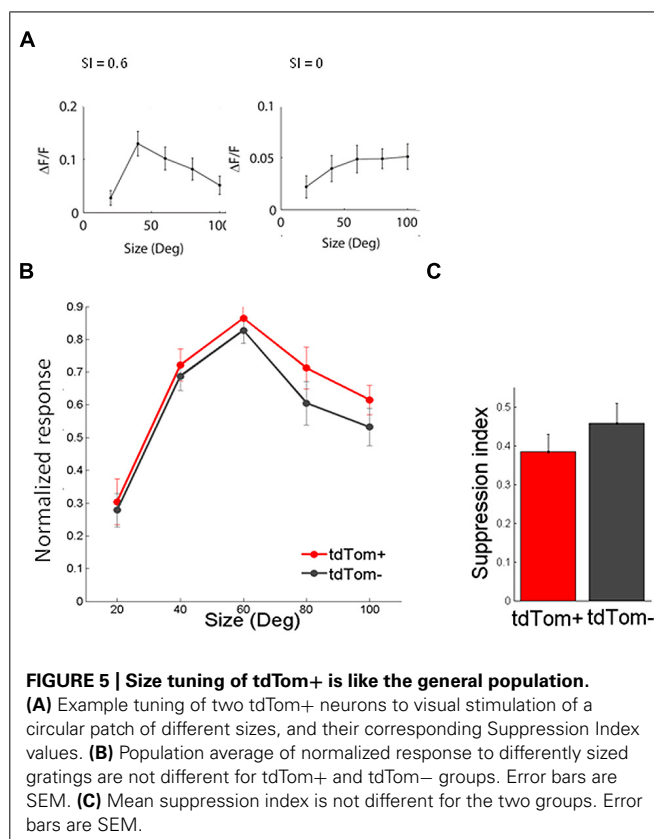 A
SI = 0.6
SI = 0
0.2
0.1
0
ΔF/F
0
50
100
Size (Deg)
0.1
0.05
0
ΔF/F
0
50
100
Size (Deg)
B
0.9
0.8
0.7
0.6
0.5
0.4
0.3
0.2
0.1
0
Normalized response
20
40
60
80
100
Size (Deg)
tdTom+
tdTom-
C
0.5
0.4
0.3
0.2
0.1
0
Suppression index
tdTom+ tdTom-
FIGURE 5 | Size tuning of tdTom+ is like the general population.
(A) Example tuning of two tdTom+ neurons to visual stimulation of a
circular patch of different sizes, and their corresponding Suppression Index
values. (B) Population average of normalized response to differently sized
gratings are not different for tdTom+ and tdTom− groups. Error bars are
SEM. (C) Mean suppression index is not different for the two groups. Error
bars are SEM.